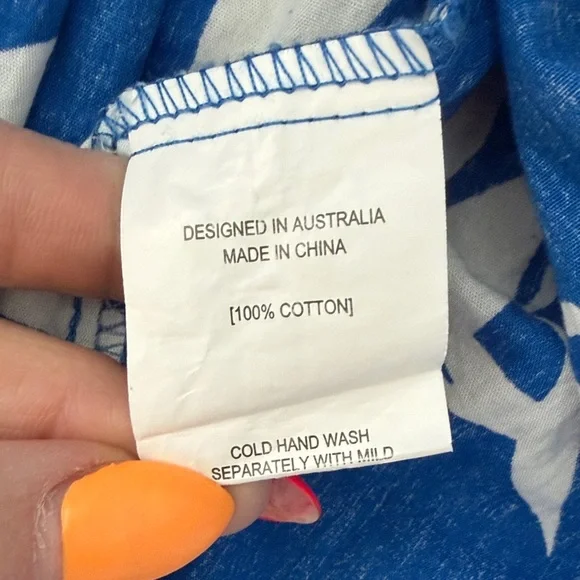 DESIGNED IN AUSTRALIA
MADE IN CHINA
[100% COTTON]
COLD HAND WASH
SEPARATELY WITH MILD